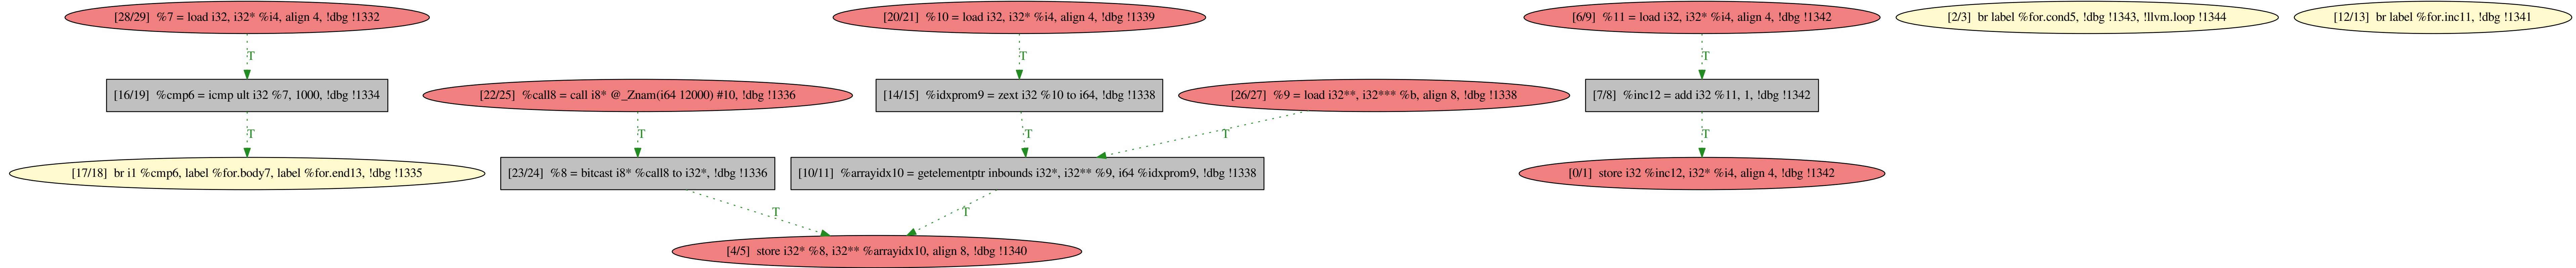 [28/29]  %7 = load i32, i32* %i4, align 4, !dbg !1332
[20/21]  %10 = load i32, i32* %i4, align 4, !dbg !1339
[6/9]  %11 = load i32, i32* %i4, align 4, !dbg !1342
[2/3]  br label %for.cond5, !dbg !1343, !llvm.loop !1344
[12/13]  br label %for.inc11, !dbg !1341
T
T
T
[16/19]  %cmp6 = icmp ult i32 %7, 1000, !dbg !1334
[22/25]  %call8 = call i8* @_Znam(i64 12000) #10, !dbg !1336
[14/15]  %idxprom9 = zext i32 %10 to i64, !dbg !1338
[26/27]  %9 = load i32**, i32*** %b, align 8, !dbg !1338
[7/8]  %inc12 = add i32 %11, 1, !dbg !1342
T
T
T
T
T
[17/18]  br i1 %cmp6, label %for.body7, label %for.end13, !dbg !1335
[23/24]  %8 = bitcast i8* %call8 to i32*, !dbg !1336
[10/11]  %arrayidx10 = getelementptr inbounds i32*, i32** %9, i64 %idxprom9, !dbg !1338
[0/1]  store i32 %inc12, i32* %i4, align 4, !dbg !1342
T
T
[4/5]  store i32* %8, i32** %arrayidx10, align 8, !dbg !1340